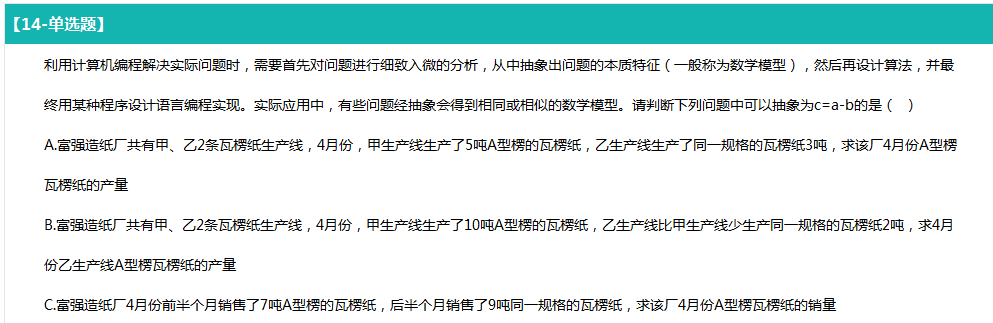 【14-单选题】
利用计算机编程解决实际问题时，需要首先对问题进行细致入微的分析，从中抽象出问题的本质特征（一般称为数学模型），然后再设计算法，并最
终用某种程序设计语言编程实现。实际应用中，有些问题经抽象会得到相同或相似的数学模型。请判断下列问题中可以抽象为c=a-b的是（　）
A.富强造纸厂共有甲、乙2条瓦楞纸生产线，4月份，甲生产线生产了5吨A型楞的瓦楞纸，乙生产线生产了同一规格的瓦楞纸3吨，求该厂4月份A型楞
瓦楞纸的产量
B.富强造纸厂共有甲、乙2条瓦楞纸生产线，4月份，甲生产线生产了10吨A型楞的瓦楞纸，乙生产线比甲生产线少生产同一规格的瓦楞纸2吨，求4月
份乙生产线A型楞瓦楞纸的产量
C.富强造纸厂4月份前半个月销售了7吨A型楞的瓦楞纸，后半个月销售了9吨同一规格的瓦楞纸，求该厂4月份A型楞瓦楞纸的销量